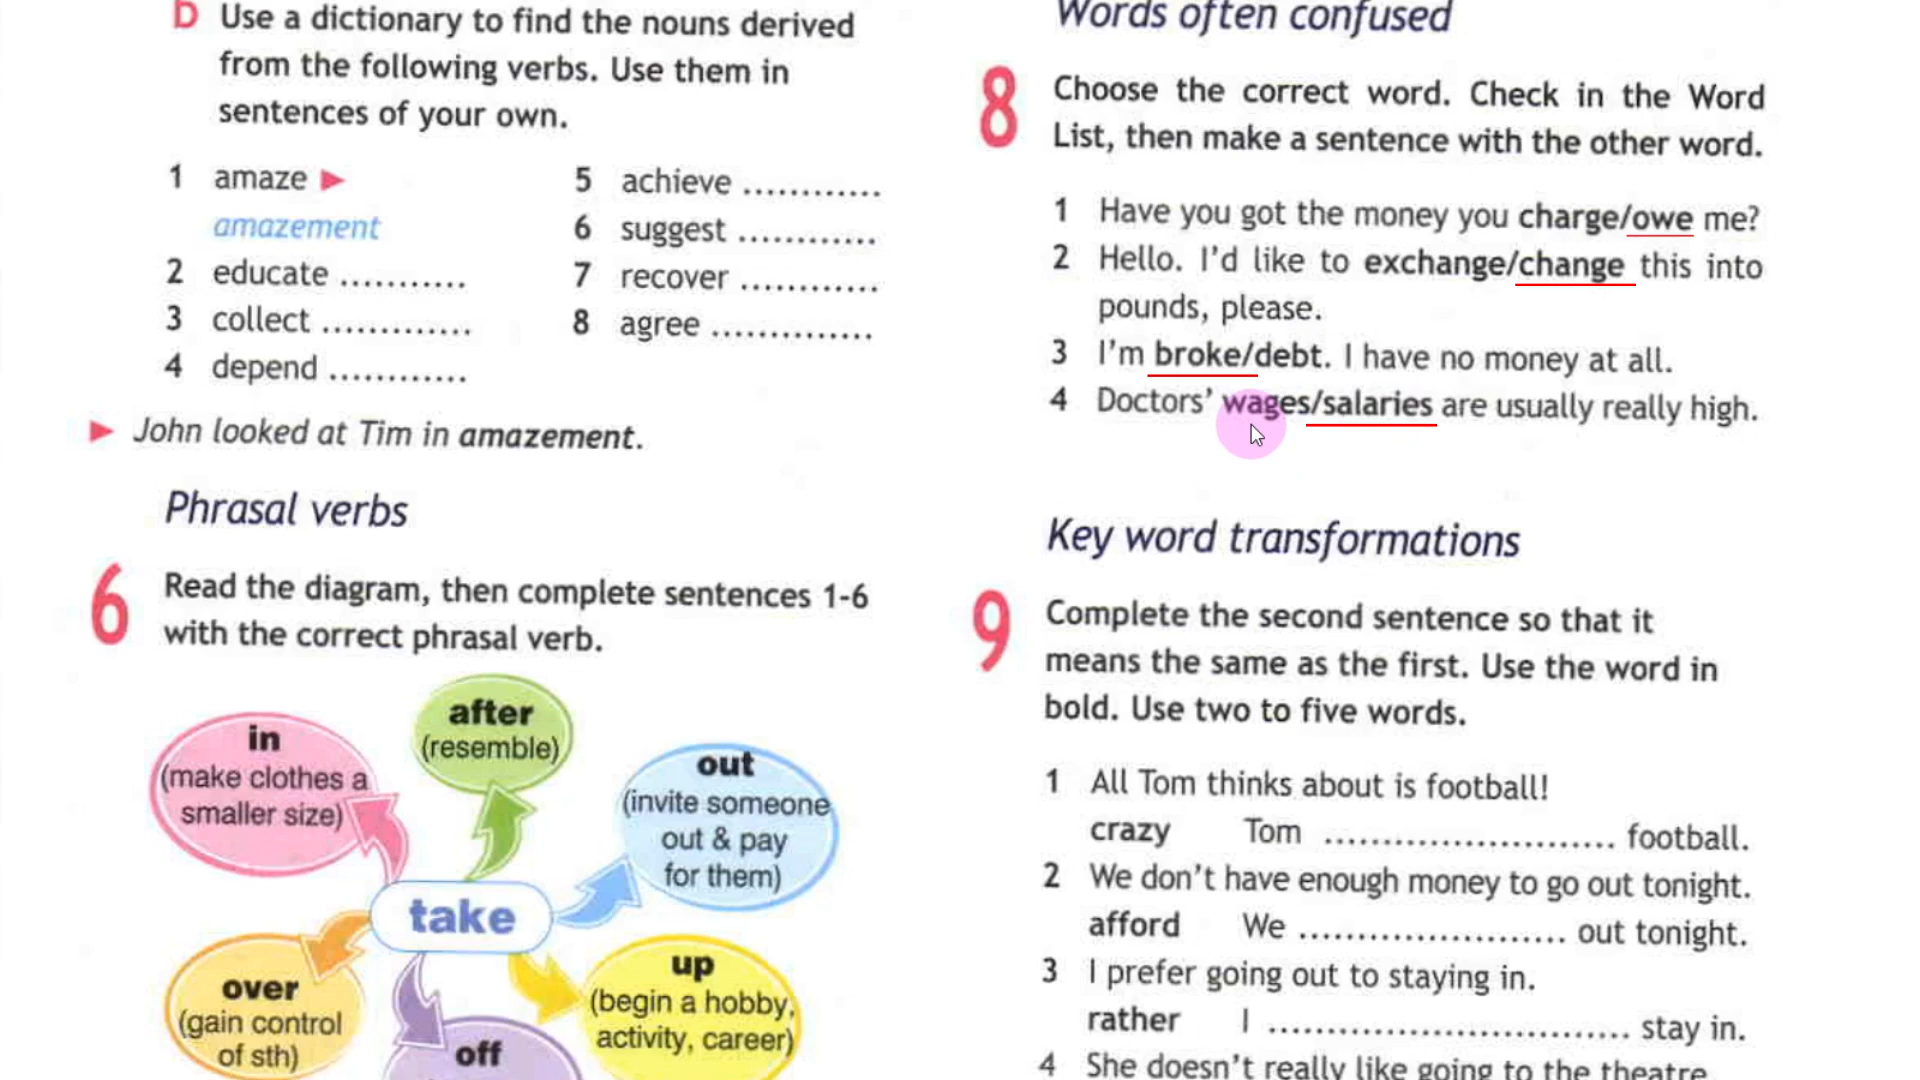 D Use a dictionary to find the nouns derived
from the following verbs. Use them in
sentences of your own.
1 amaze ►
amazement
2 educate ...........
3 collect .............
4 depend ............
5 achieve ............
6 suggest ............
7 recover ............
8 agree ..............
► John looked at Tim in amazement.
Phrasal verbs
6 Read the diagram, then complete sentences 1-6
with the correct phrasal verb.
in
(make clothes a
smaller size)
after
(resemble)
out
(invite someone
out & pay
for them)
take
over
(gain control
of sth)
off
up
(begin a hobby,
activity, career)
Words often confused
8 Choose the correct word. Check in the Word
List, then make a sentence with the other word.
1 Have you got the money you charge/owe me?
2 Hello. I'd like to exchange/change this into
pounds, please.
3 I'm broke/debt. I have no money at all.
4 Doctors' wages/salaries are usually really high.
Key word transformations
9 Complete the second sentence so that it
means the same as the first. Use the word in
bold. Use two to five words.
1 All Tom thinks about is football!
crazy Tom ......................... football.
2 We don't have enough money to go out tonight.
afford We ....................... out tonight.
3 I prefer going out to staying in.
rather I ............................... stay in.
4 She doesn't really like going to the theatre.